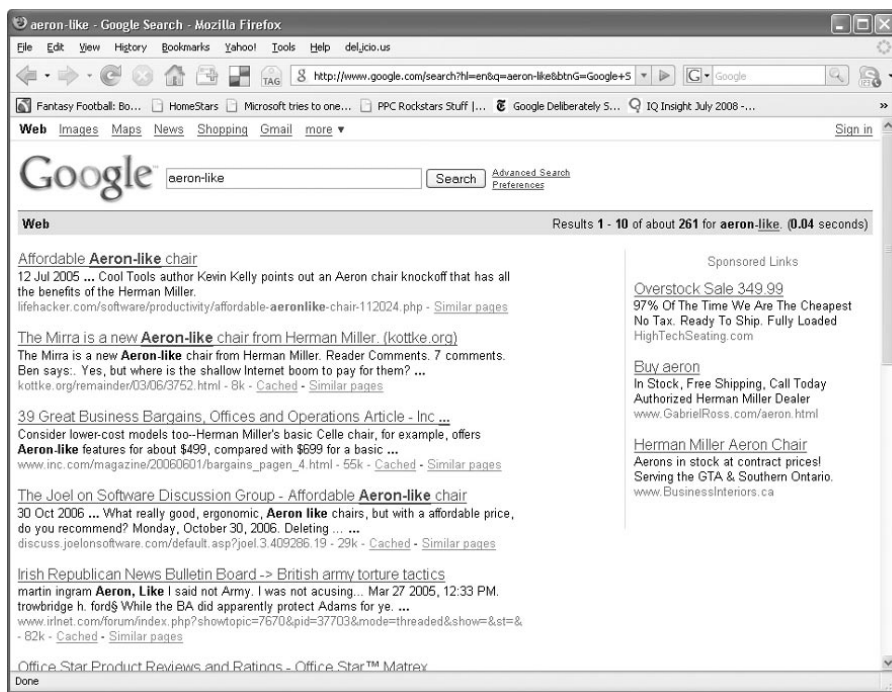 aeron-like - Google Search - Mozilla Firefox
File Edit View History Bookmarks Yahoo! Tools Help del.icio.us
TAG http://www.google.com/search?hl=en&q=aeron-like&btnG=Google+S G Google
Fantasy Football: Bo... HomeStars Microsoft tries to one... PPC Rockstars Stuff |... Google Deliberately S... IQ Insight July 2008 -... »
Web Images Maps News Shopping Gmail more ▼ Sign in
Google™ aeron-like Search Advanced Search
Preferences
Web Results 1 - 10 of about 261 for aeron-like. (0.04 seconds)
Affordable Aeron-like chair
12 Jul 2005 ... Cool Tools author Kevin Kelly points out an Aeron chair knockoff that has all
the benefits of the Herman Miller.
lifehacker.com/software/productivity/affordable-aeronlike-chair-112024.php - Similar pages
The Mirra is a new Aeron-like chair from Herman Miller. (kottke.org)
The Mirra is a new Aeron-like chair from Herman Miller. Reader Comments. 7 comments.
Ben says:. Yes, but where is the shallow Internet boom to pay for them? ...
kottke.org/remainder/03/06/3752.html - 8k - Cached - Similar pages
39 Great Business Bargains, Offices and Operations Article - Inc ...
Consider lower-cost models too--Herman Miller's basic Celle chair, for example, offers
Aeron-like features for about $499, compared with $699 for a basic ...
www.inc.com/magazine/20060601/bargains_pagen_4.html - 55k - Cached - Similar pages
The Joel on Software Discussion Group - Affordable Aeron-like chair
30 Oct 2006 ... What really good, ergonomic, Aeron like chairs, but with a affordable price,
do you recommend? Monday, October 30, 2006. Deleting ... ...
discuss.joelonsoftware.com/default.asp?joel.3.409286.19 - 29k - Cached - Similar pages
Irish Republican News Bulletin Board -> British army torture tactics
martin ingram Aeron, Like I said not Army. I was not acusing... Mar 27 2005, 12:33 PM.
trowbridge h. ford§ While the BA did apparently protect Adams for ye. ...
www.irlnet.com/forum/index.php?showtopic=7670&pid=37703&mode=threaded&show=&st=&
- 82k - Cached - Similar pages
Office Star Product Reviews and Ratings - Office Star™ Matrex
Sponsored Links
Overstock Sale 349.99
97% Of The Time We Are The Cheapest
No Tax. Ready To Ship. Fully Loaded
HighTechSeating.com
Buy aeron
In Stock, Free Shipping, Call Today
Authorized Herman Miller Dealer
www.GabrielRoss.com/aeron.html
Herman Miller Aeron Chair
Aerons in stock at contract prices!
Serving the GTA & Southern Ontario.
www.BusinessInteriors.ca
Done